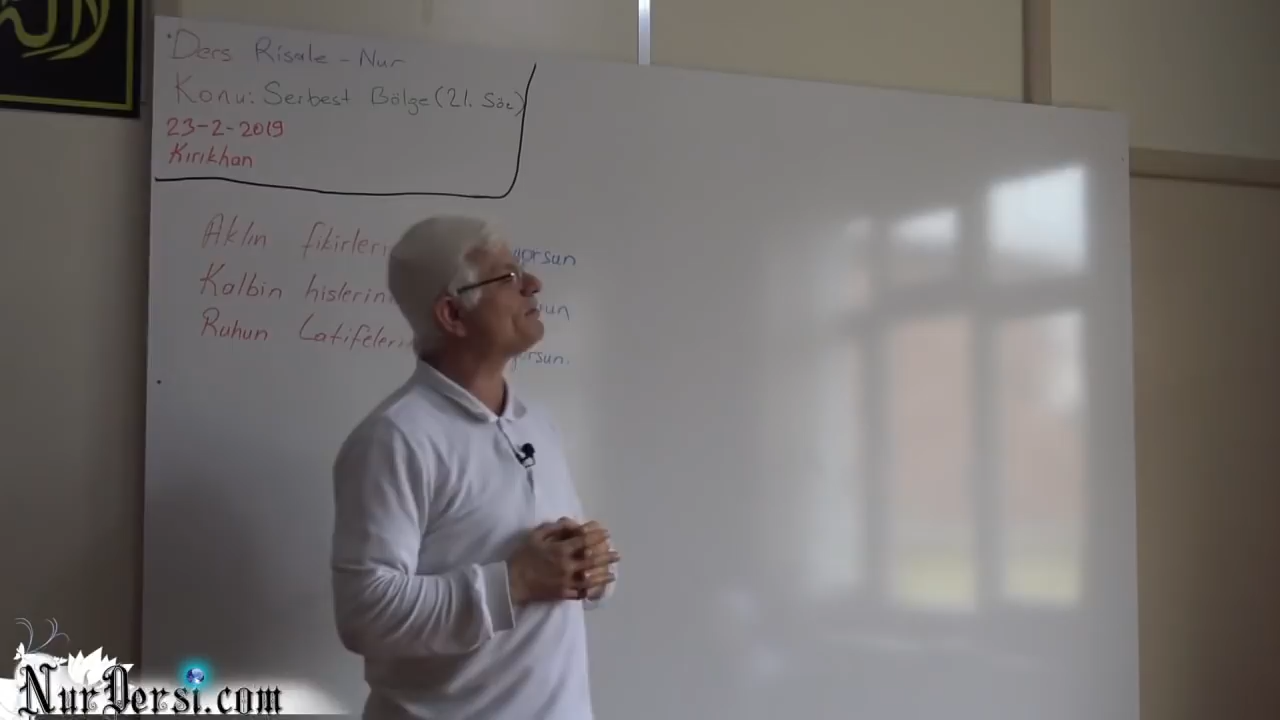 Ders Risale - Nur
Konu: Serbest Bölge (21. Söz)
23-2-2019
Kırıkhan
Aklın fikirleri
Kalbin hislerin
Ruhun Latifeleri
NurDersi.com